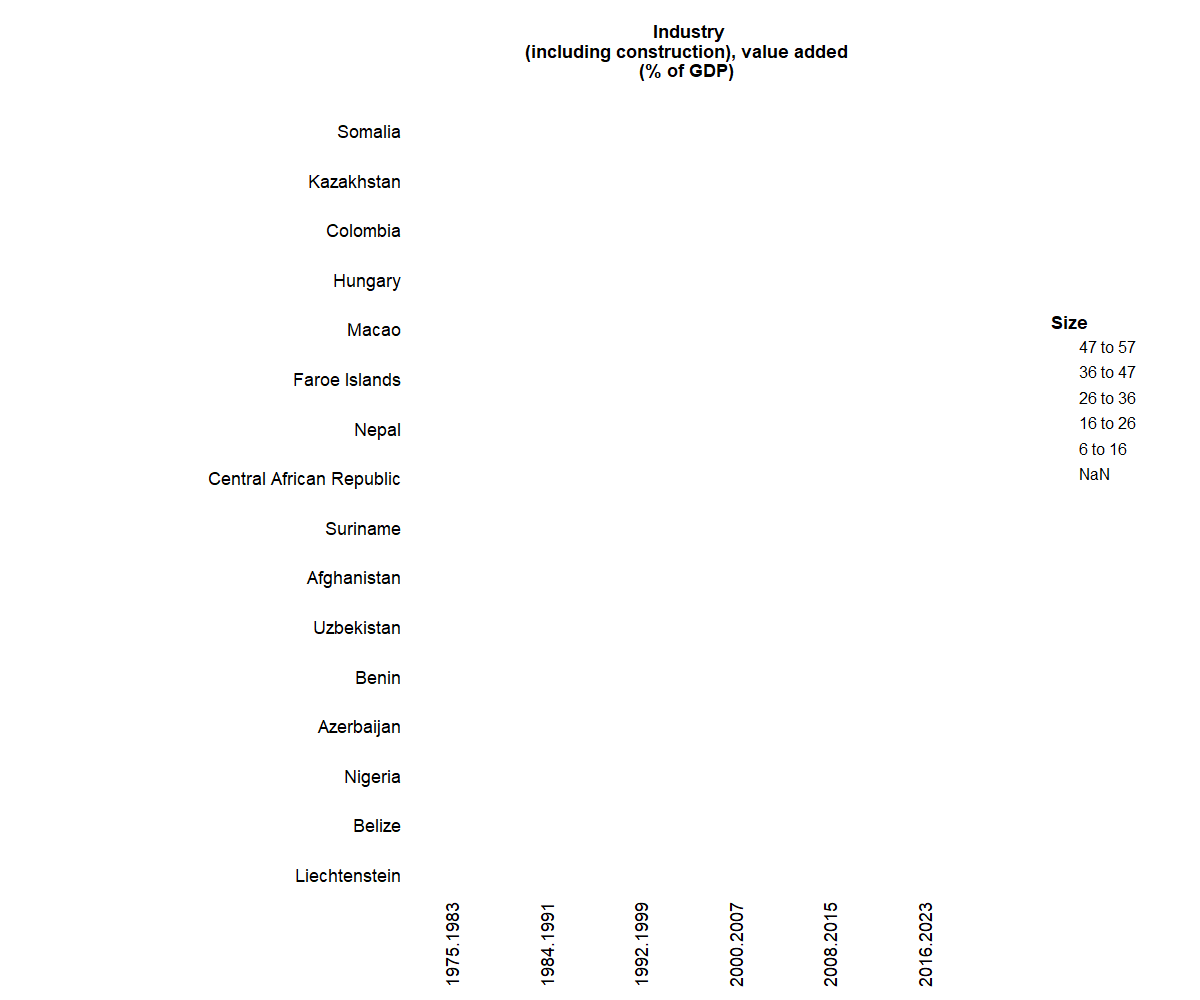 Industry
(including construction), value added
(% of GDP)
Somalia
Kazakhstan
Colombia
Hungary
Macao
Faroe Islands
Nepal
Central African Republic
Suriname
Afghanistan
Uzbekistan
Benin
Azerbaijan
Nigeria
Belize
Liechtenstein
1975.1983
1984.1991
1992.1999
2000.2007
2008.2015
2016.2023
Size
47 to 57
36 to 47
26 to 36
16 to 26
6 to 16
NaN